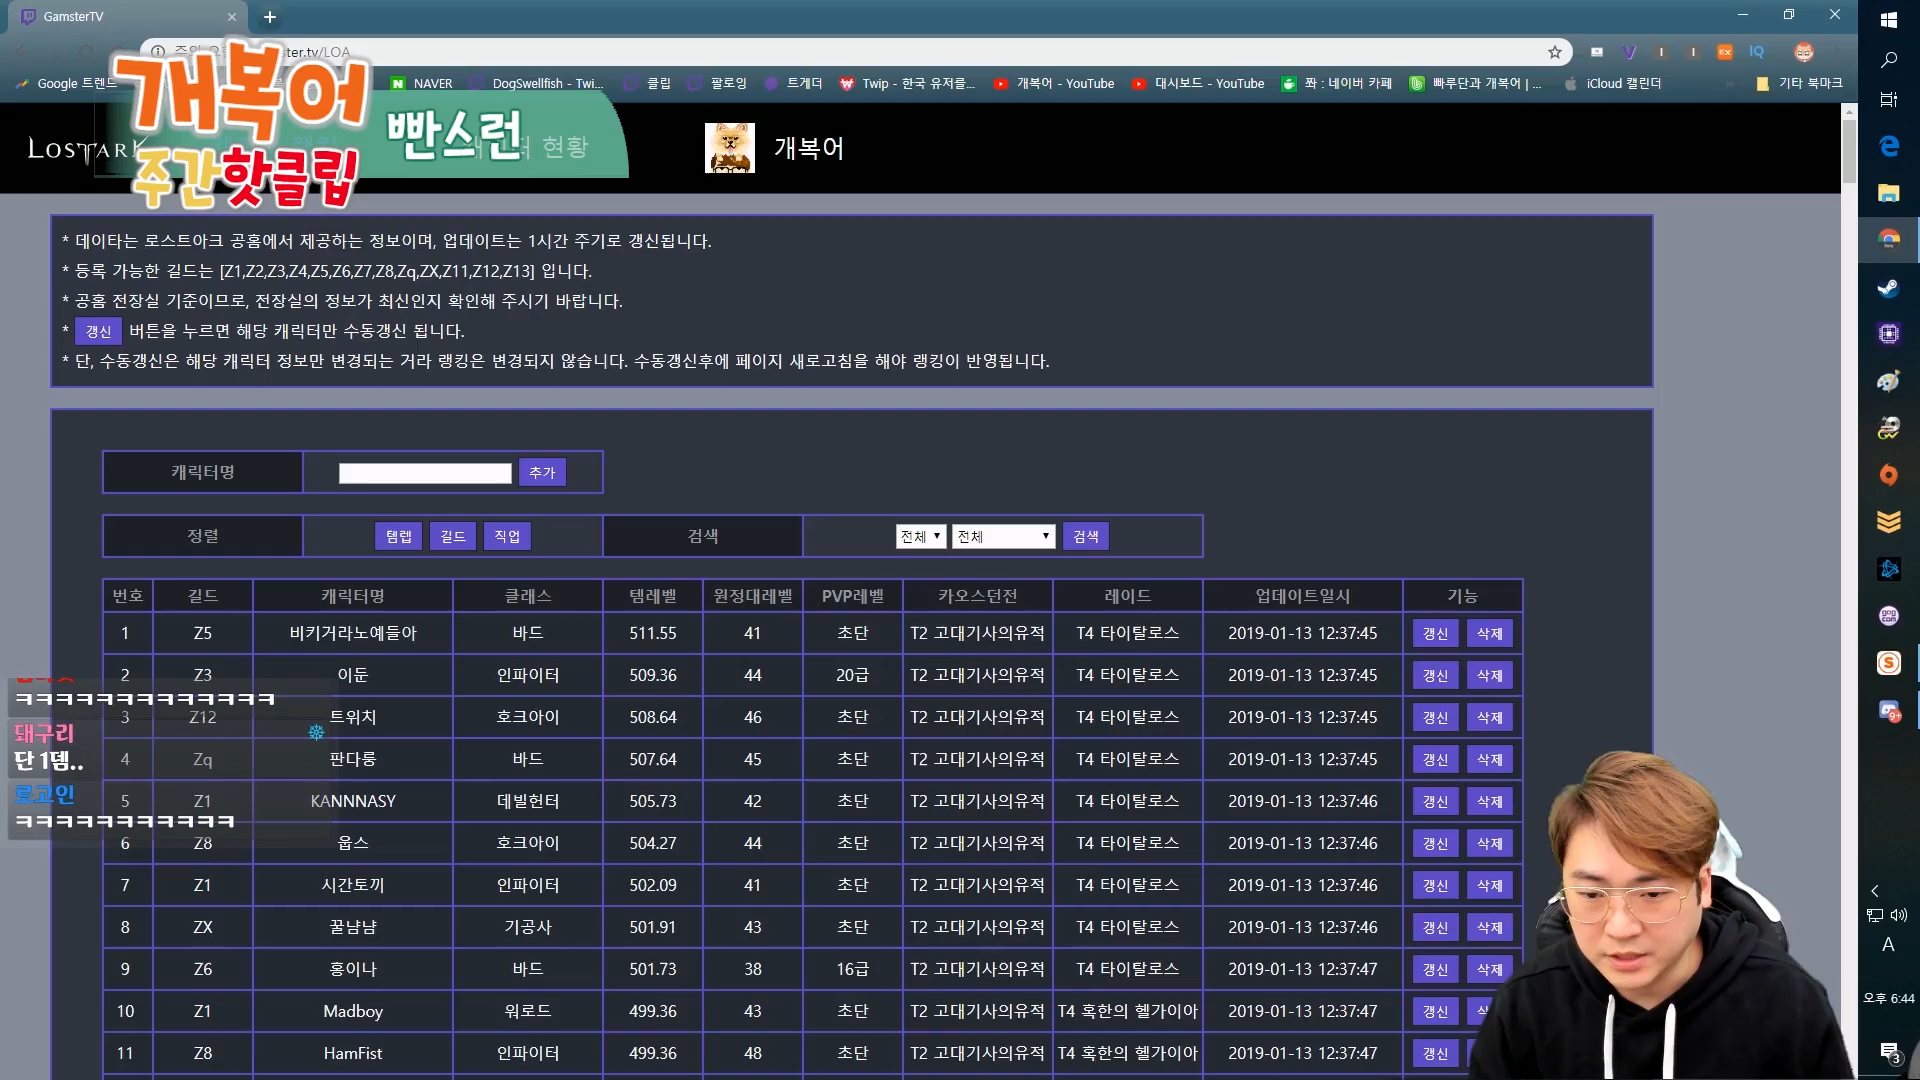 GamsterTV
ter.tv/LOA
Google 트렌드
NAVER
DogSwellfish - Twi...
클립
팔로잉
트게더
Twip - 한국 유저를...
개복어 - YouTube
대시보드 - YouTube
쫘 : 네이버 카페
빠루단과 개복어 | ...
iCloud 캘린더
기타 북마크
개복어
주간핫클립
빤스런
LOSTARK
현황
개복어
* 데이타는 로스트아크 공홈에서 제공하는 정보이며, 업데이트는 1시간 주기로 갱신됩니다.
* 등록 가능한 길드는 [Z1,Z2,Z3,Z4,Z5,Z6,Z7,Z8,Zq,ZX,Z11,Z12,Z13] 입니다.
* 공홈 전장실 기준이므로, 전장실의 정보가 최신인지 확인해 주시기 바랍니다.
* 갱신 버튼을 누르면 해당 캐릭터만 수동갱신 됩니다.
* 단, 수동갱신은 해당 캐릭터 정보만 변경되는 거라 랭킹은 변경되지 않습니다. 수동갱신후에 페이지 새로고침을 해야 랭킹이 반영됩니다.
캐릭터명 추가
정렬 템렙 길드 직업 검색 전체 전체 검색
번호 길드 캐릭터명 클래스 템레벨 원정대레벨 PVP레벨 카오스던전 레이드 업데이트일시 기능
1 Z5 비키거라노예들아 바드 511.55 41 초단 T2 고대기사의유적 T4 타이탈로스 2019-01-13 12:37:45 갱신 삭제
2 Z3 이둔 인파이터 509.36 44 20급 T2 고대기사의유적 T4 타이탈로스 2019-01-13 12:37:45 갱신 삭제
3 Z12 트위치 호크아이 508.64 46 초단 T2 고대기사의유적 T4 타이탈로스 2019-01-13 12:37:45 갱신 삭제
4 Zq 판다룽 바드 507.64 45 초단 T2 고대기사의유적 T4 타이탈로스 2019-01-13 12:37:45 갱신 삭제
5 Z1 KANNNASY 데빌헌터 505.73 42 초단 T2 고대기사의유적 T4 타이탈로스 2019-01-13 12:37:46 갱신 삭제
6 Z8 웁스 호크아이 504.27 44 초단 T2 고대기사의유적 T4 타이탈로스 2019-01-13 12:37:46 갱신 삭제
7 Z1 시간토끼 인파이터 502.09 41 초단 T2 고대기사의유적 T4 타이탈로스 2019-01-13 12:37:46 갱신 삭제
8 ZX 꿀냠냠 기공사 501.91 43 초단 T2 고대기사의유적 T4 타이탈로스 2019-01-13 12:37:46 갱신 삭제
9 Z6 홍이나 바드 501.73 38 16급 T2 고대기사의유적 T4 타이탈로스 2019-01-13 12:37:47 갱신 삭제
10 Z1 Madboy 워로드 499.36 43 초단 T2 고대기사의유적 T4 혹한의 헬가이아 2019-01-13 12:37:47 갱신
11 Z8 HamFist 인파이터 499.36 48 초단 T2 고대기사의유적 T4 혹한의 헬가이아 2019-01-13 12:37:47 갱신
ㅋㅋㅋㅋㅋㅋㅋㅋㅋㅋㅋㅋㅋ
돼구리
단 1뎀..
로고인
ㅋㅋㅋㅋㅋㅋㅋㅋㅋㅋㅋ
A
오후 6:44
3